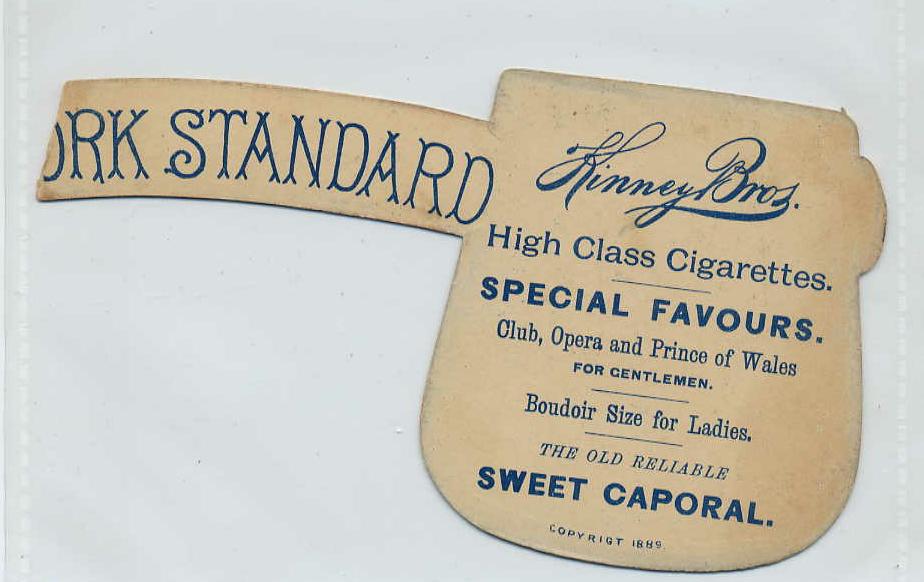 ORK STANDARD
Kinney Bros.
High Class Cigarettes.
SPECIAL FAVOURS.
Club, Opera and Prince of Wales
FOR GENTLEMEN.
Boudoir Size for Ladies.
THE OLD RELIABLE
SWEET CAPORAL.
COPYRIGT 1889.